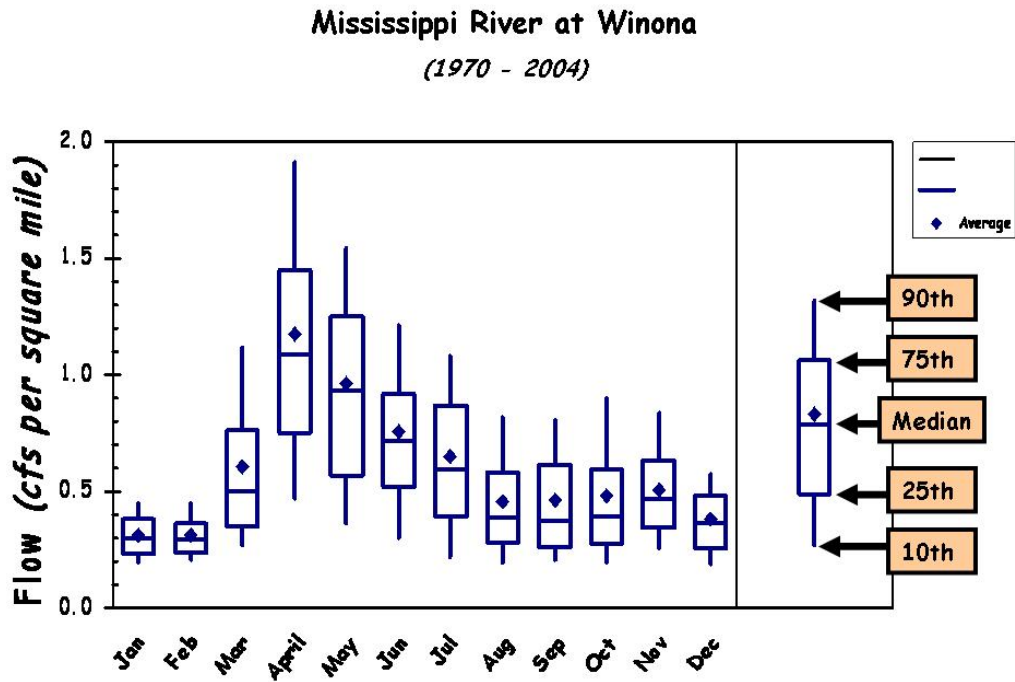 Mississippi River at Winona
(1970 - 2004)
Flow (cfs per square mile)
2.0
1.5
1.0
0.5
0.0
Jan
Feb
Mar
April
May
Jun
Jul
Aug
Sep
Oct
Nov
Dec
Average
90th
75th
Median
25th
10th